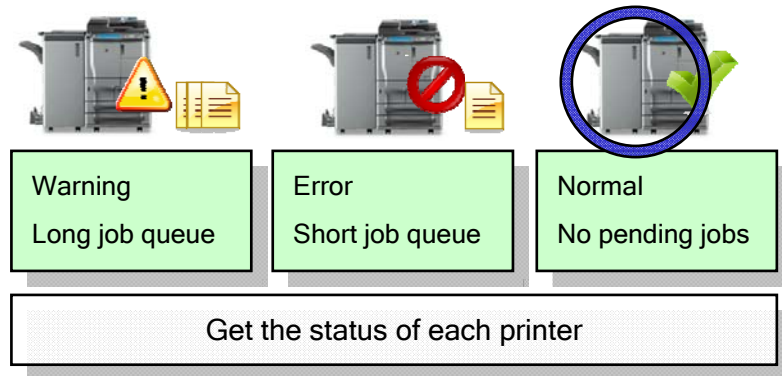 Warning
Long job queue
Error
Short job queue
Normal
No pending jobs
Get the status of each printer